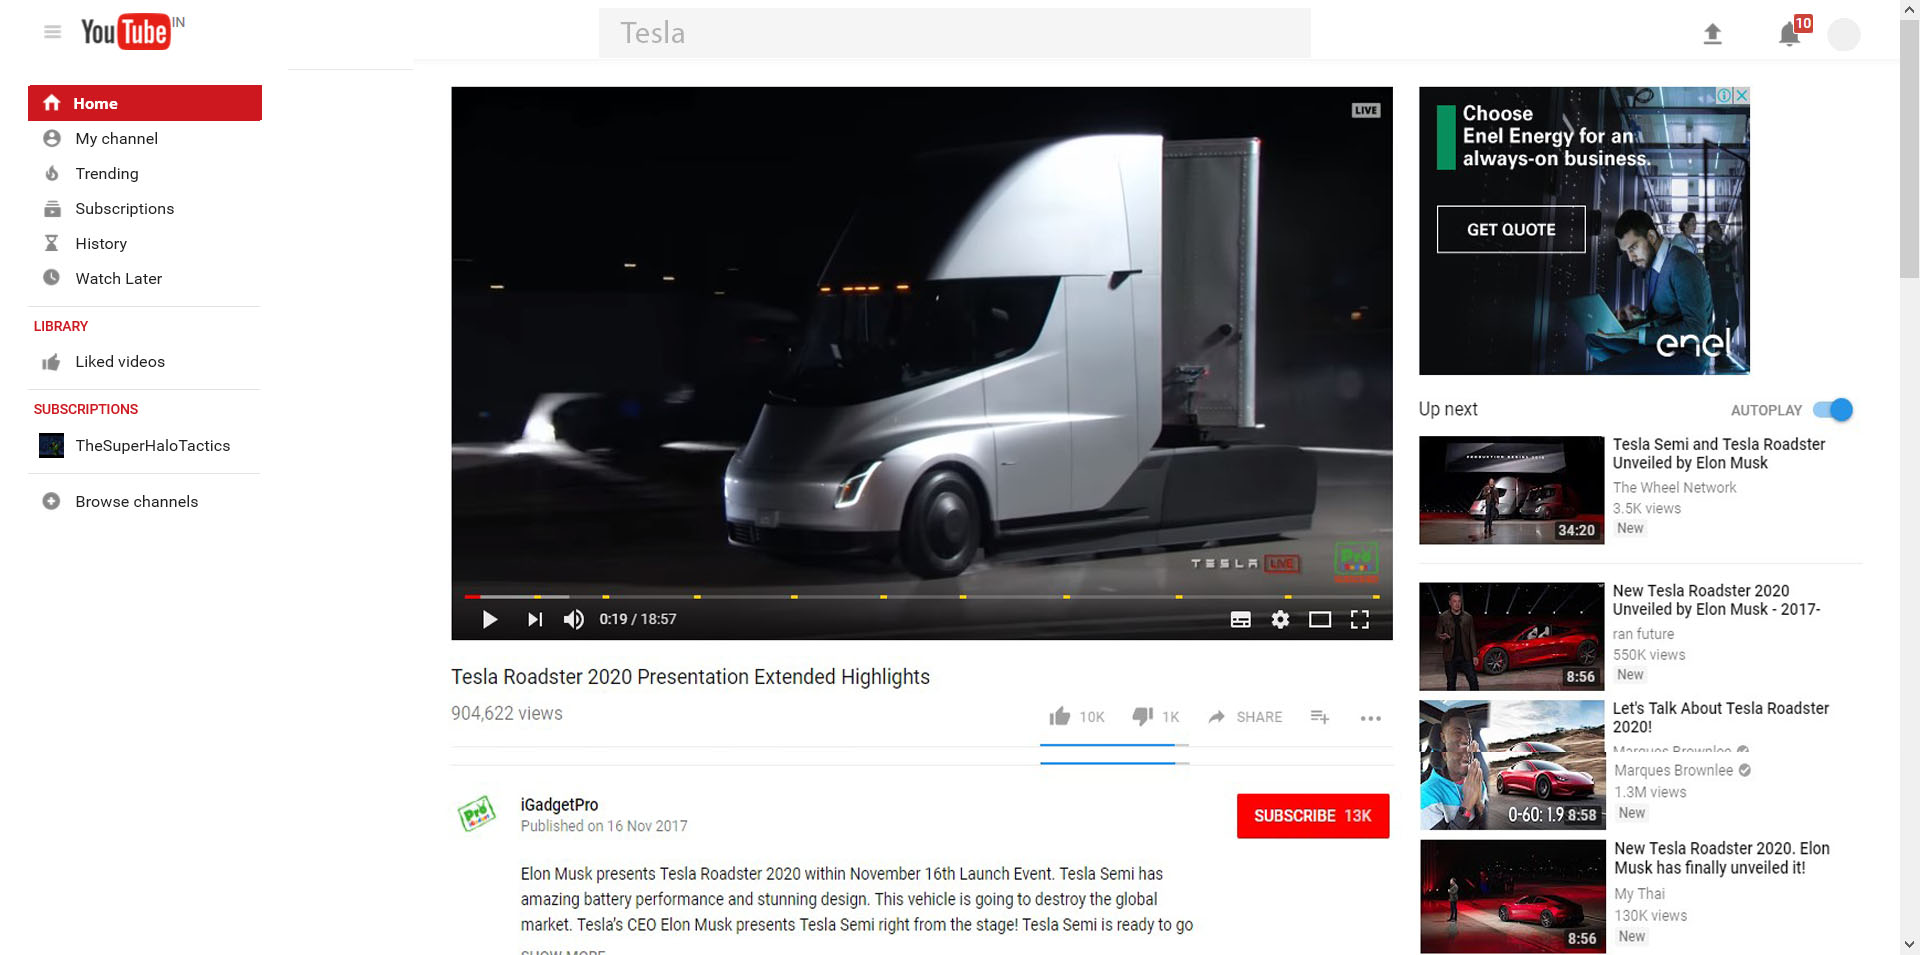 YouTube IN
Tesla
10
Home
My channel
Trending
Subscriptions
History
Watch Later
LIBRARY
Liked videos
SUBSCRIPTIONS
TheSuperHaloTactics
Browse channels
LIVE
TESLA LIVE
Pro
0:19 / 18:57
Tesla Roadster 2020 Presentation Extended Highlights
904,622 views
10K
1K
SHARE
Pro
iGadgetPro
Published on 16 Nov 2017
SUBSCRIBE 13K
Elon Musk presents Tesla Roadster 2020 within November 16th Launch Event. Tesla Semi has
amazing battery performance and stunning design. This vehicle is going to destroy the global
market. Tesla's CEO Elon Musk presents Tesla Semi right from the stage! Tesla Semi is ready to go
SHOW MORE
Choose
Enel Energy for an
always-on business.
GET QUOTE
enel
Up next
AUTOPLAY
34:20
Tesla Semi and Tesla Roadster
Unveiled by Elon Musk
The Wheel Network
3.5K views
New
8:56
New Tesla Roadster 2020
Unveiled by Elon Musk - 2017-
ran future
550K views
New
Let's Talk About Tesla Roadster
2020!
Marques Brownlee
Marques Brownlee
1.3M views
New
0-60: 1.9 8:58
New Tesla Roadster 2020. Elon
Musk has finally unveiled it!
My Thai
130K views
New
8:56